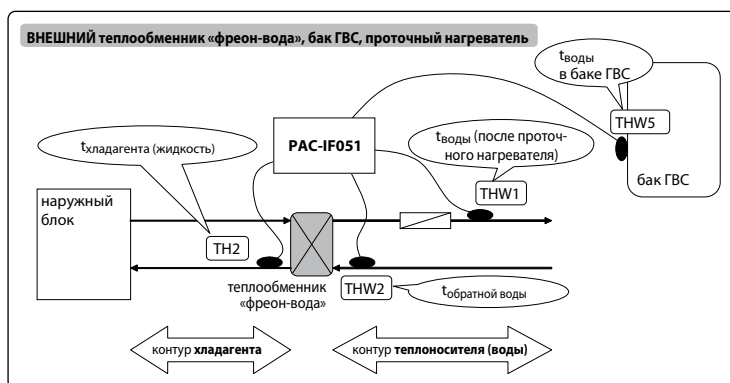 ВНЕШНИЙ теплообменник «фреон-вода», бак ГВС, проточный нагреватель
tводы
в баке ГВС
THW5
бак ГВС
PAC-IF051
tводы (после проточ-
ного нагревателя)
THW1
tхладагента (жидкость)
наружный
блок
TH2
теплообменник
«фреон-вода»
THW2
tобратной воды
контур хладагента
контур теплоносителя (воды)